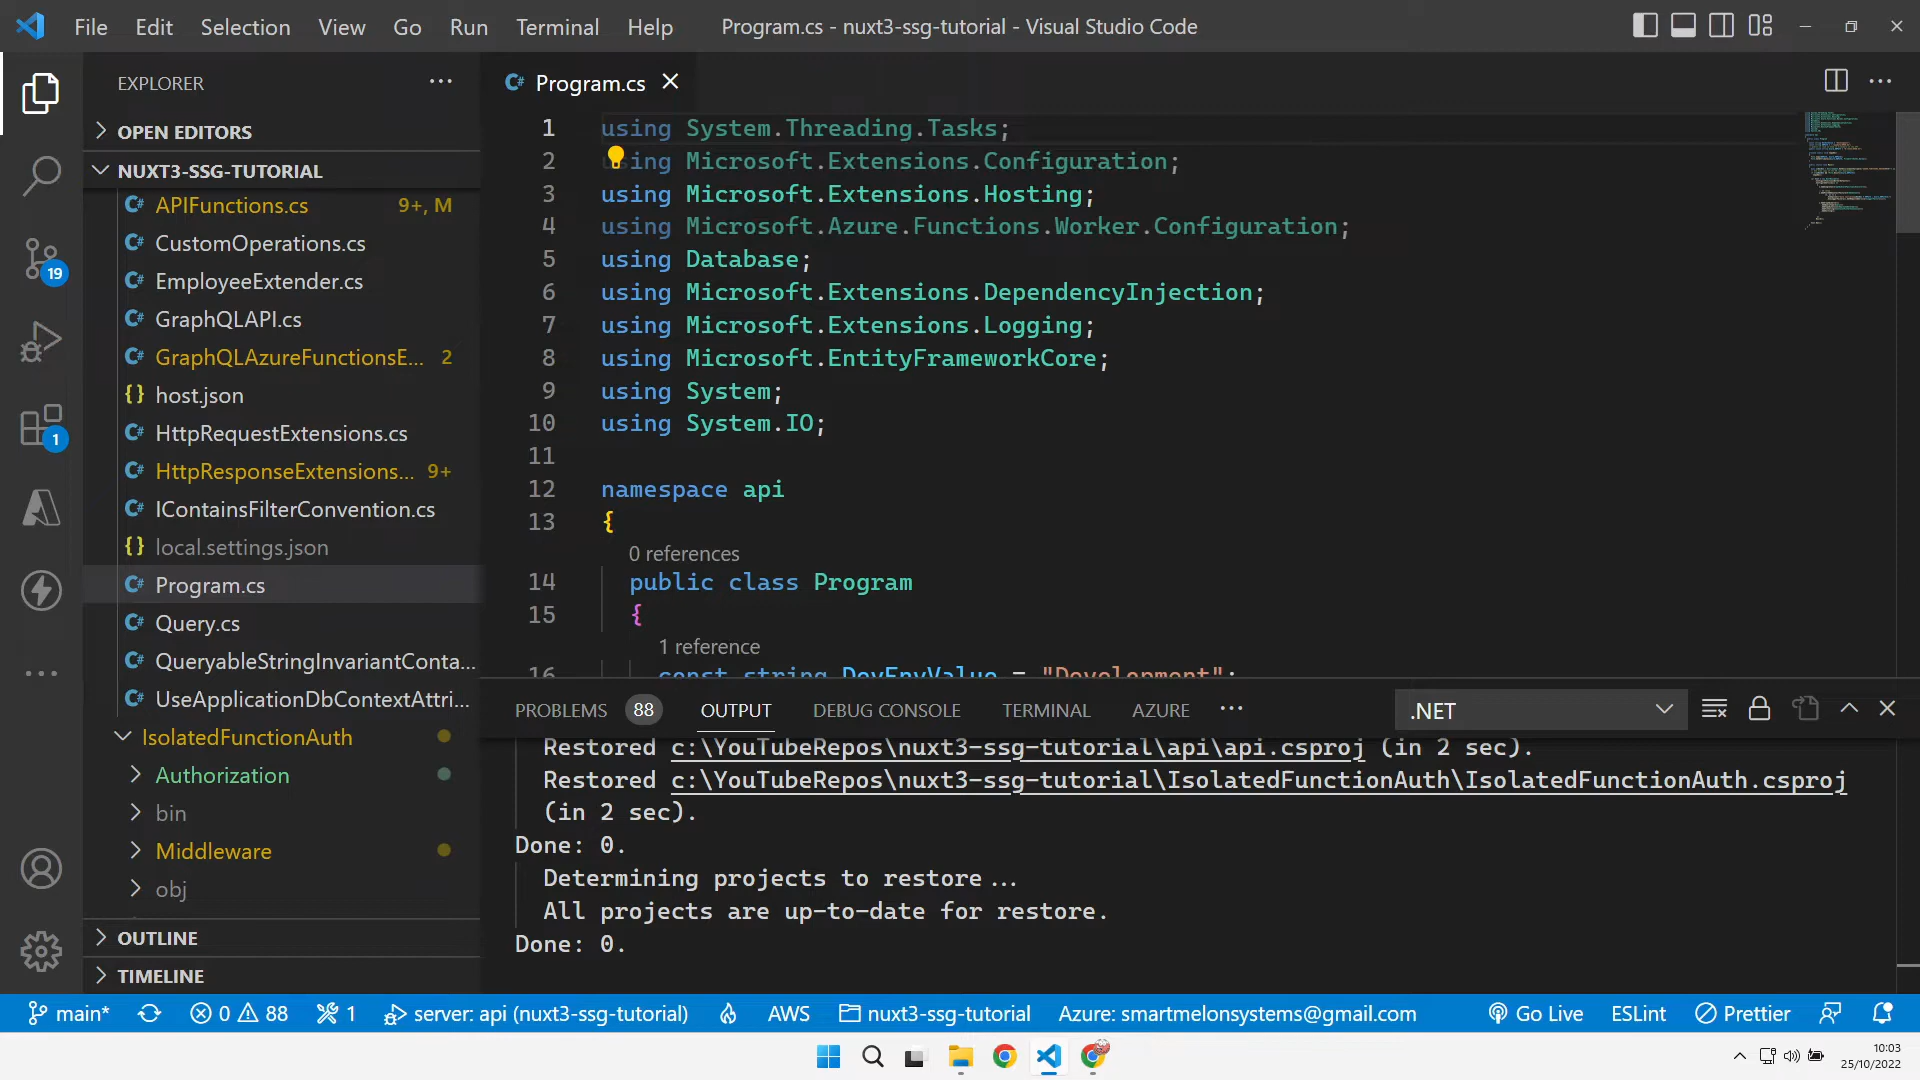 File Edit Selection View Go Run Terminal Help Program.cs - nuxt3-ssg-tutorial - Visual Studio Code
EXPLORER
OPEN EDITORS
NUXT3-SSG-TUTORIAL
APIFunctions.cs 9+, M
CustomOperations.cs
EmployeeExtender.cs
GraphQLAPI.cs
GraphQLAzureFunctionsE... 2
host.json
HttpRequestExtensions.cs
HttpResponseExtensions... 9+
IContainsFilterConvention.cs
local.settings.json
Program.cs
Query.cs
QueryableStringInvariantConta...
UseApplicationDbContextAttri...
IsolatedFunctionAuth
Authorization
bin
Middleware
obj
OUTLINE
TIMELINE
19
1
Program.cs
1 using System.Threading.Tasks;
2 using Microsoft.Extensions.Configuration;
3 using Microsoft.Extensions.Hosting;
4 using Microsoft.Azure.Functions.Worker.Configuration;
5 using Database;
6 using Microsoft.Extensions.DependencyInjection;
7 using Microsoft.Extensions.Logging;
8 using Microsoft.EntityFrameworkCore;
9 using System;
10 using System.IO;
11
12 namespace api
13 {
0 references
14 public class Program
15 {
1 reference
16 const string DevEnvValue = "Development";
PROBLEMS 88 OUTPUT DEBUG CONSOLE TERMINAL AZURE ... .NET
Restored c:\YouTubeRepos\nuxt3-ssg-tutorial\api\api.csproj (in 2 sec).
Restored c:\YouTubeRepos\nuxt3-ssg-tutorial\IsolatedFunctionAuth\IsolatedFunctionAuth.csproj
(in 2 sec).
Done: 0.
Determining projects to restore...
All projects are up-to-date for restore.
Done: 0.
main* 0 88 1 server: api (nuxt3-ssg-tutorial) AWS nuxt3-ssg-tutorial Azure: smartmelonsystems@gmail.com Go Live ESLint Prettier
10:03
25/10/2022